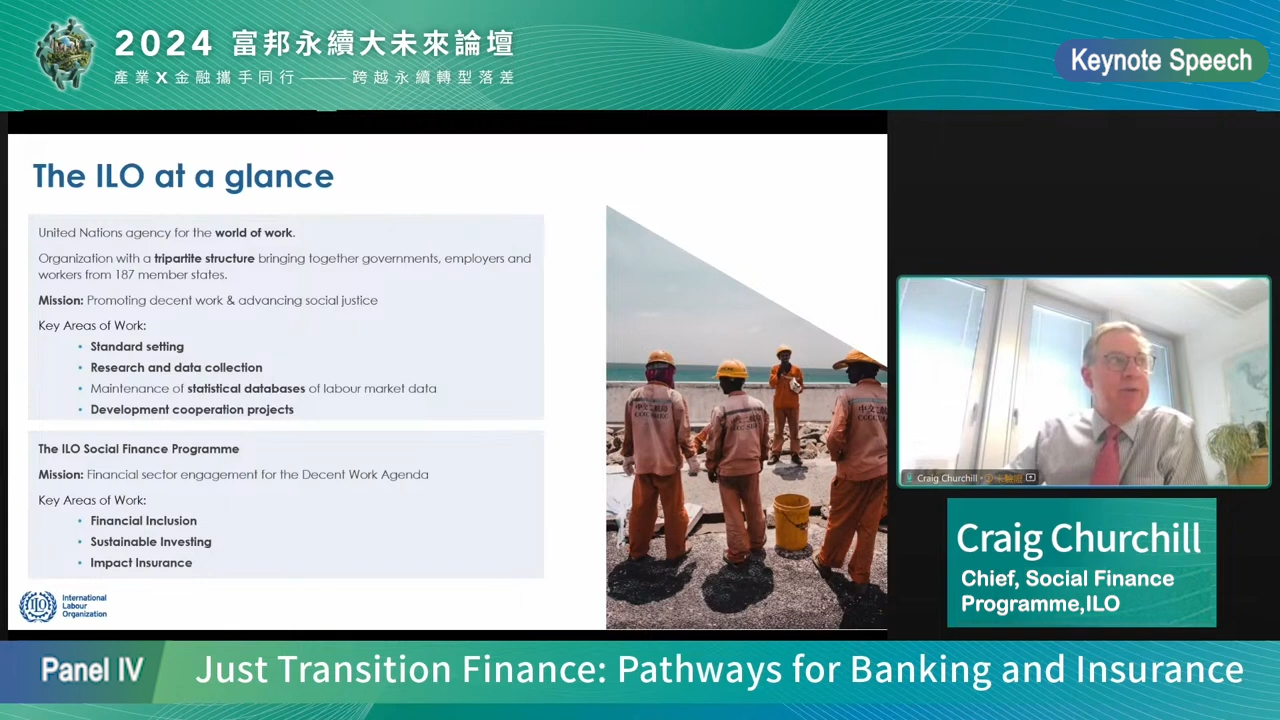 2024 富邦永續大未來論壇
產業 X 金融攜手同行——跨越永續轉型落差
Keynote Speech
The ILO at a glance
United Nations agency for the world of work.
Organization with a tripartite structure bringing together governments, employers and
workers from 187 member states.
Mission: Promoting decent work & advancing social justice
Key Areas of Work:
• Standard setting
• Research and data collection
• Maintenance of statistical databases of labour market data
• Development cooperation projects
The ILO Social Finance Programme
Mission: Financial sector engagement for the Decent Work Agenda
Key Areas of Work:
• Financial Inclusion
• Sustainable Investing
• Impact Insurance
ILO
International
Labour
Organization
Craig Churchill
Craig Churchill
Chief, Social Finance
Programme,ILO
Panel IV
Just Transition Finance: Pathways for Banking and Insurance